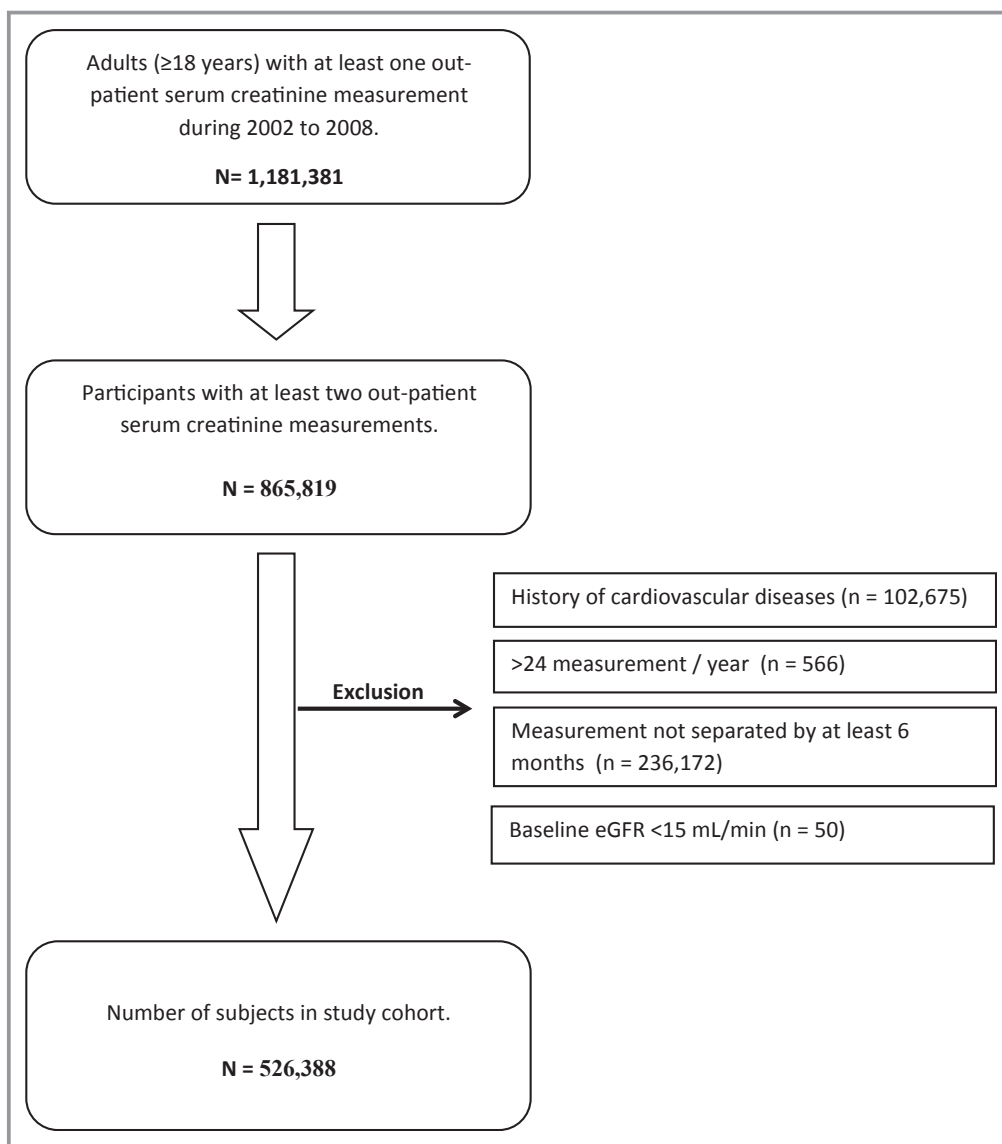 Adults (≥18 years) with at least one out-
patient serum creatinine measurement
during 2002 to 2008.
N= 1,181,381
Participants with at least two out-patient
serum creatinine measurements.
N = 865,819
History of cardiovascular diseases (n = 102,675)
>24 measurement / year (n = 566)
Exclusion
Measurement not separated by at least 6
months (n = 236,172)
Baseline eGFR <15 mL/min (n = 50)
Number of subjects in study cohort.
N = 526,388